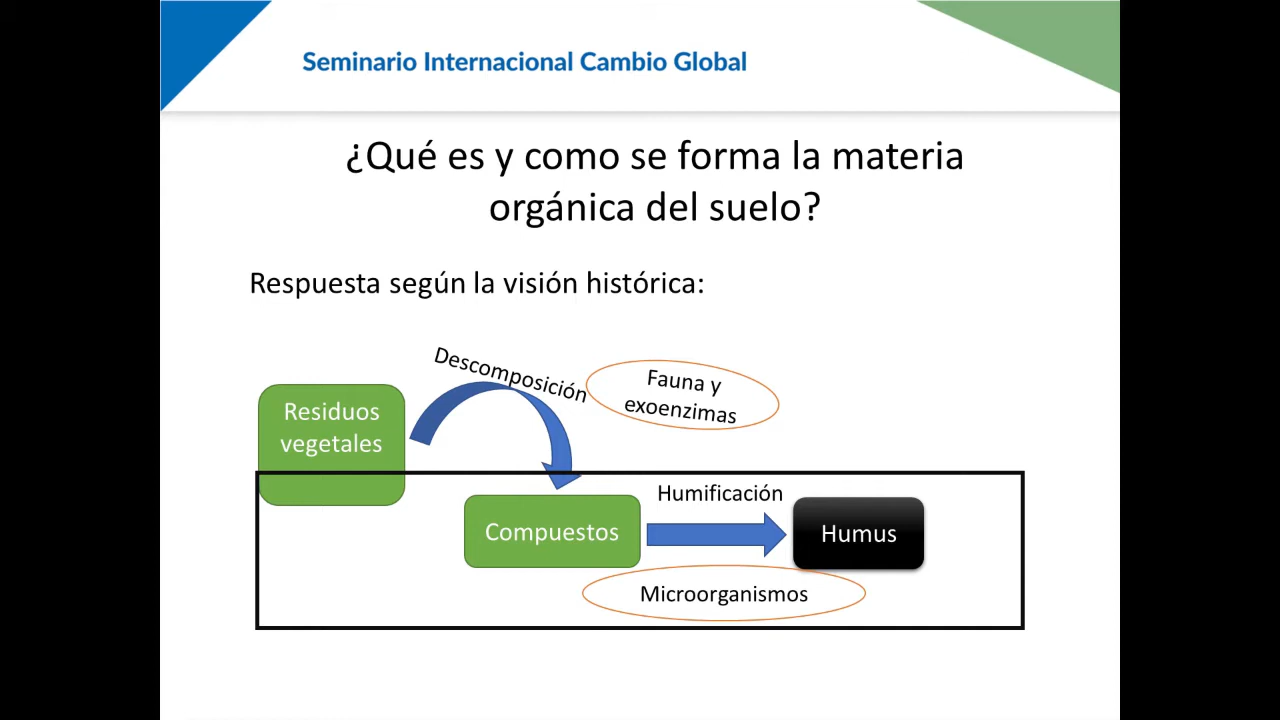 Seminario Internacional Cambio Global
¿Qué es y como se forma la materia
orgánica del suelo?
Respuesta según la visión histórica:
Descomposición
Fauna y
exoenzimas
Residuos
vegetales
Humificación
Compuestos
Humus
Microorganismos